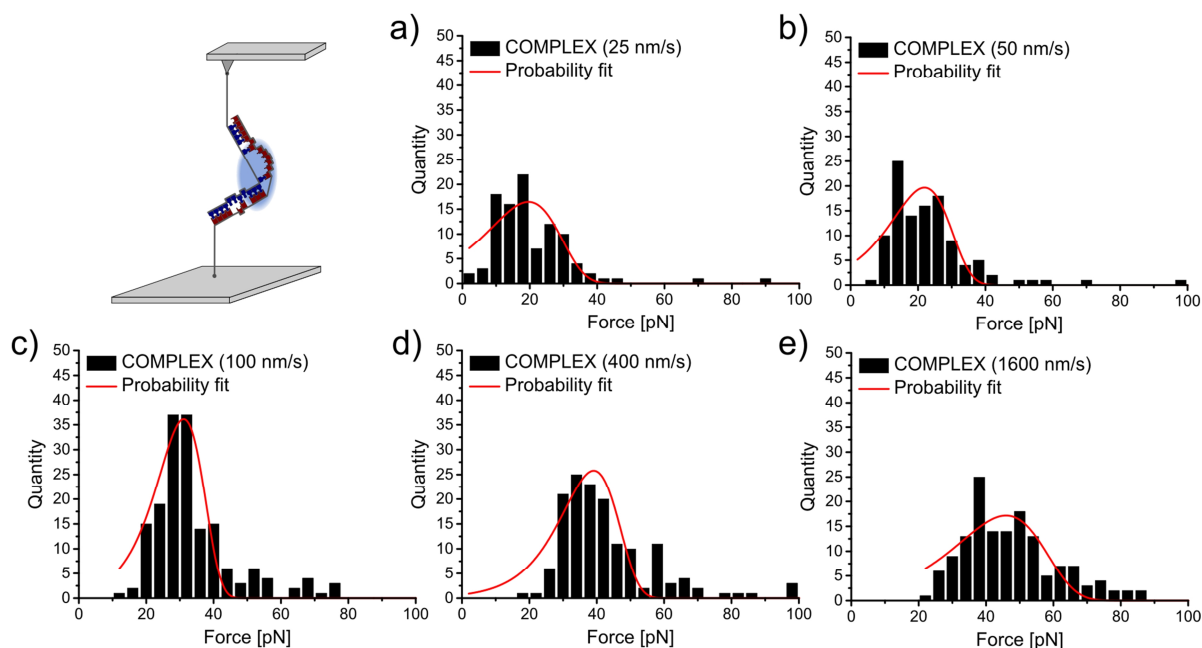 a)
COMPLEX (25 nm/s)
Probability fit
50
45
40
35
30
25
20
15
10
5
0
Quantity
0 20 40 60 80 100
Force [pN]
b)
COMPLEX (50 nm/s)
Probability fit
50
45
40
35
30
25
20
15
10
5
0
Quantity
0 20 40 60 80 100
Force [pN]
c)
COMPLEX (100 nm/s)
Probability fit
50
45
40
35
30
25
20
15
10
5
0
Quantity
0 20 40 60 80 100
Force [pN]
d)
COMPLEX (400 nm/s)
Probability fit
50
45
40
35
30
25
20
15
10
5
0
Quantity
0 20 40 60 80 100
Force [pN]
e)
COMPLEX (1600 nm/s)
Probability fit
50
45
40
35
30
25
20
15
10
5
0
Quantity
0 20 40 60 80 100
Force [pN]